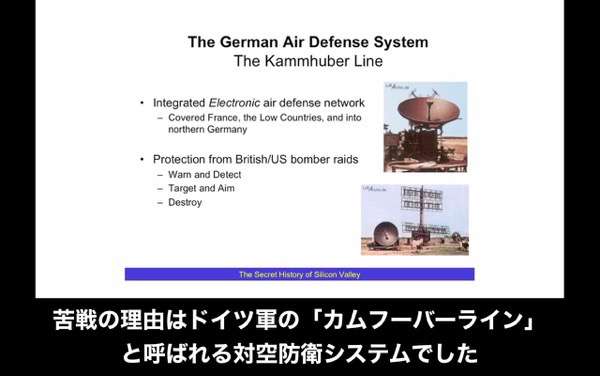 The German Air Defense System
The Kammhuber Line
• Integrated Electronic air defense network
– Covered France, the Low Countries, and into
northern Germany
• Protection from British/US bomber raids
– Warn and Detect
– Target and Aim
– Destroy
The Secret History of Silicon Valley
苦戦の理由はドイツ軍の「カムフーバーライン」
と呼ばれる対空防衛システムでした